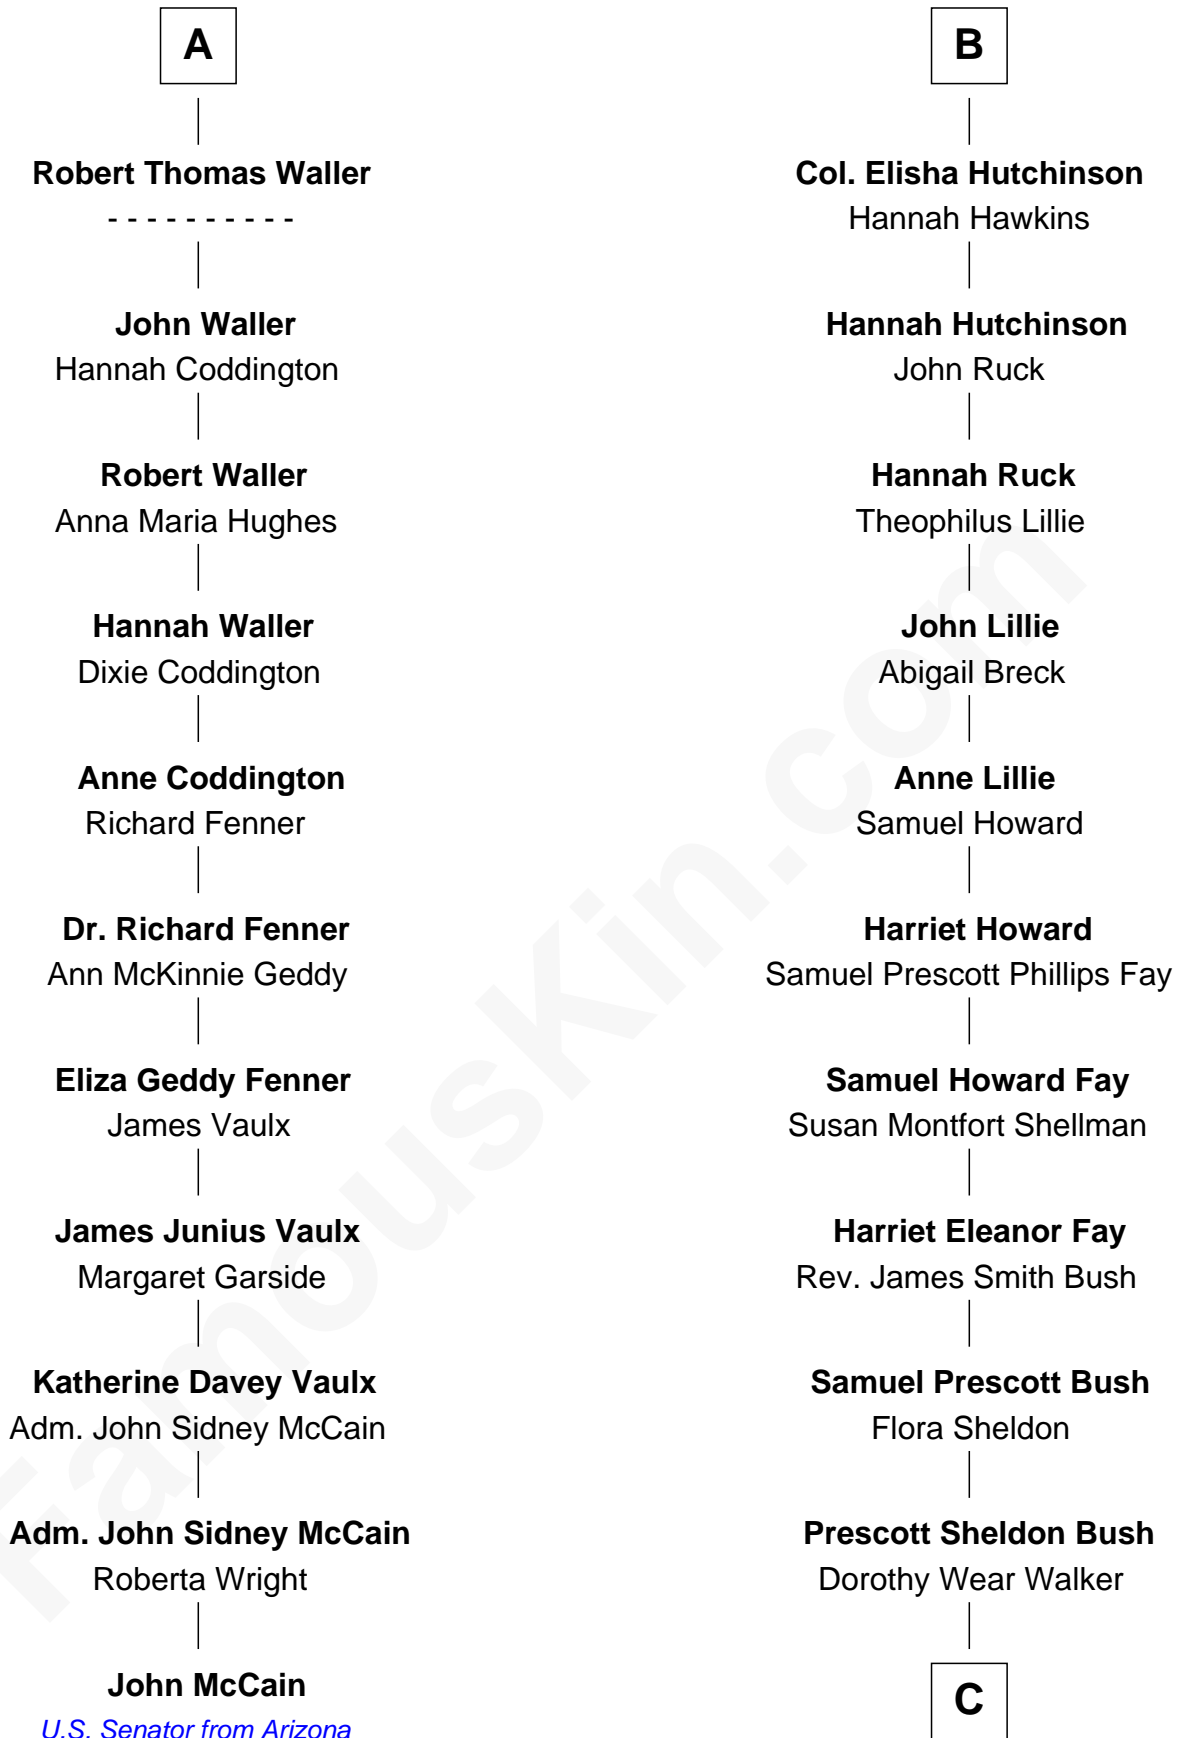 A
Robert Thomas Waller
- - - - - - - - - -
John Waller
Hannah Coddington
Robert Waller
Anna Maria Hughes
Hannah Waller
Dixie Coddington
Anne Coddington
Richard Fenner
Dr. Richard Fenner
Ann McKinnie Geddy
Eliza Geddy Fenner
James Vaulx
James Junius Vaulx
Margaret Garside
Katherine Davey Vaulx
Adm. John Sidney McCain
Adm. John Sidney McCain
Roberta Wright
John McCain
U.S. Senator from Arizona
B
Col. Elisha Hutchinson
Hannah Hawkins
Hannah Hutchinson
John Ruck
Hannah Ruck
Theophilus Lillie
John Lillie
Abigail Breck
Anne Lillie
Samuel Howard
Harriet Howard
Samuel Prescott Phillips Fay
Samuel Howard Fay
Susan Montfort Shellman
Harriet Eleanor Fay
Rev. James Smith Bush
Samuel Prescott Bush
Flora Sheldon
Prescott Sheldon Bush
Dorothy Wear Walker
C
FamousKin.com